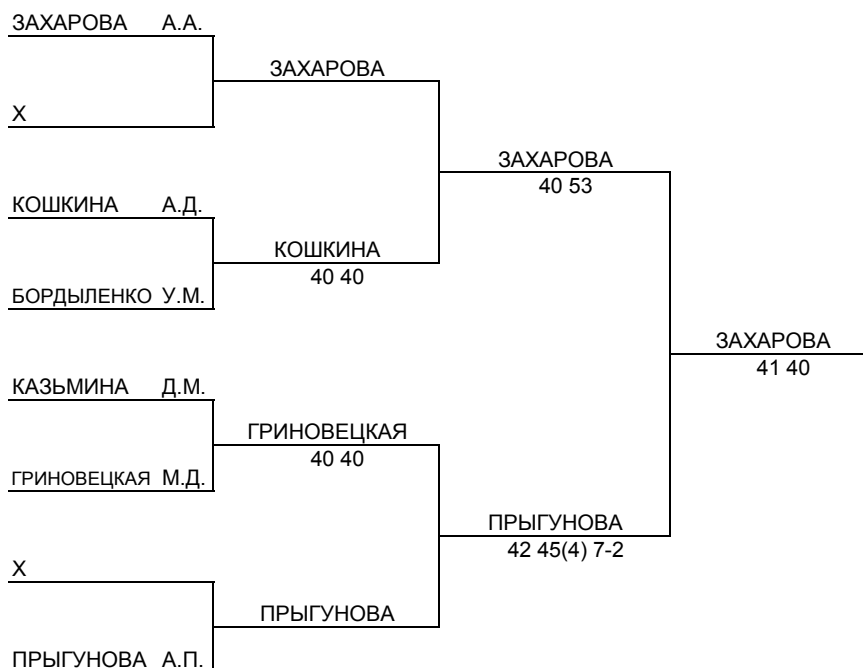 ЗАХАРОВА А.А.
ЗАХАРОВА
Х
ЗАХАРОВА
40 53
КОШКИНА А.Д.
КОШКИНА
40 40
БОРДЫЛЕНКО У.М.
ЗАХАРОВА
41 40
КАЗЬМИНА Д.М.
ГРИНОВЕЦКАЯ
40 40
ГРИНОВЕЦКАЯ М.Д.
ПРЫГУНОВА
42 45(4) 7-2
Х
ПРЫГУНОВА
ПРЫГУНОВА А.П.